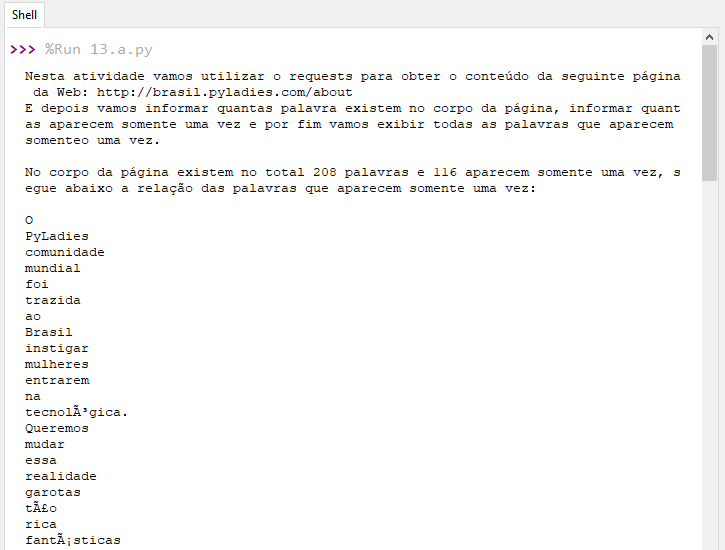 Shell
>>> %Run 13.a.py
Nesta atividade vamos utilizar o requests para obter o conteúdo da seguinte página
da Web: http://brasil.pyladies.com/about
E depois vamos informar quantas palavra existem no corpo da página, informar quant
as aparecem somente uma vez e por fim vamos exibir todas as palavras que aparecem
somenteo uma vez.
No corpo da página existem no total 208 palavras e 116 aparecem somente uma vez, s
egue abaixo a relação das palavras que aparecem somente uma vez:
O
PyLadies
comunidade
mundial
foi
trazida
ao
Brasil
instigar
mulheres
entrarem
na
tecnolÃ³gica.
Queremos
mudar
essa
realidade
garotas
tÃ£o
rica
fantÃ¡sticas